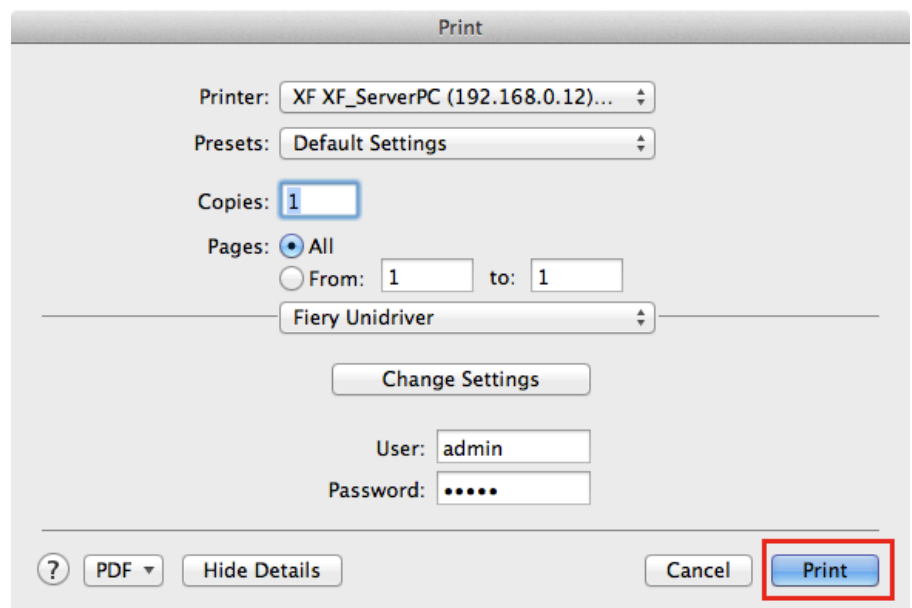 Print
Printer: XF XF_ServerPC (192.168.0.12)...
Presets: Default Settings
Copies: 1
Pages: All
From: 1 to: 1
Fiery Unidriver
Change Settings
User: admin
Password: •••••
? PDF Hide Details Cancel Print